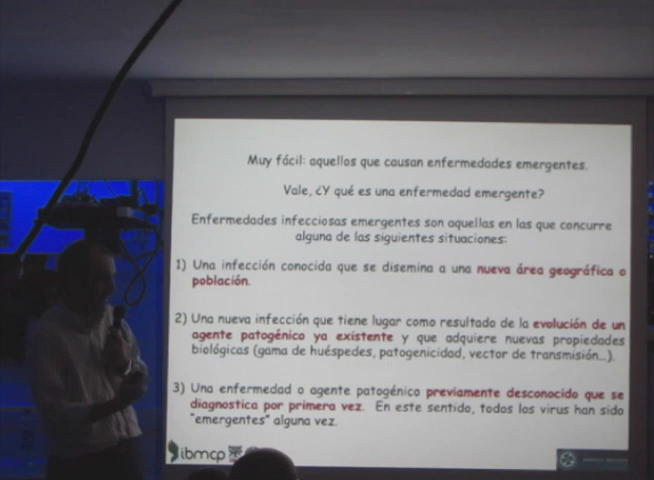 Muy fácil: aquellos que causan enfermedades emergentes.
Vale, ¿Y qué es una enfermedad emergente?
Enfermedades infecciosas emergentes son aquellas en las que concurre
alguna de las siguientes situaciones:
1) Una infección conocida que se disemina a una nueva área geográfica o
población.
2) Una nueva infección que tiene lugar como resultado de la evolución de un
agente patogénico ya existente y que adquiere nuevas propiedades
biológicas (gama de huéspedes, patogenicidad, vector de transmisión...).
3) Una enfermedad o agente patogénico previamente desconocido que se
diagnostica por primera vez. En este sentido, todos los virus han sido
"emergentes" alguna vez.
ibmcp